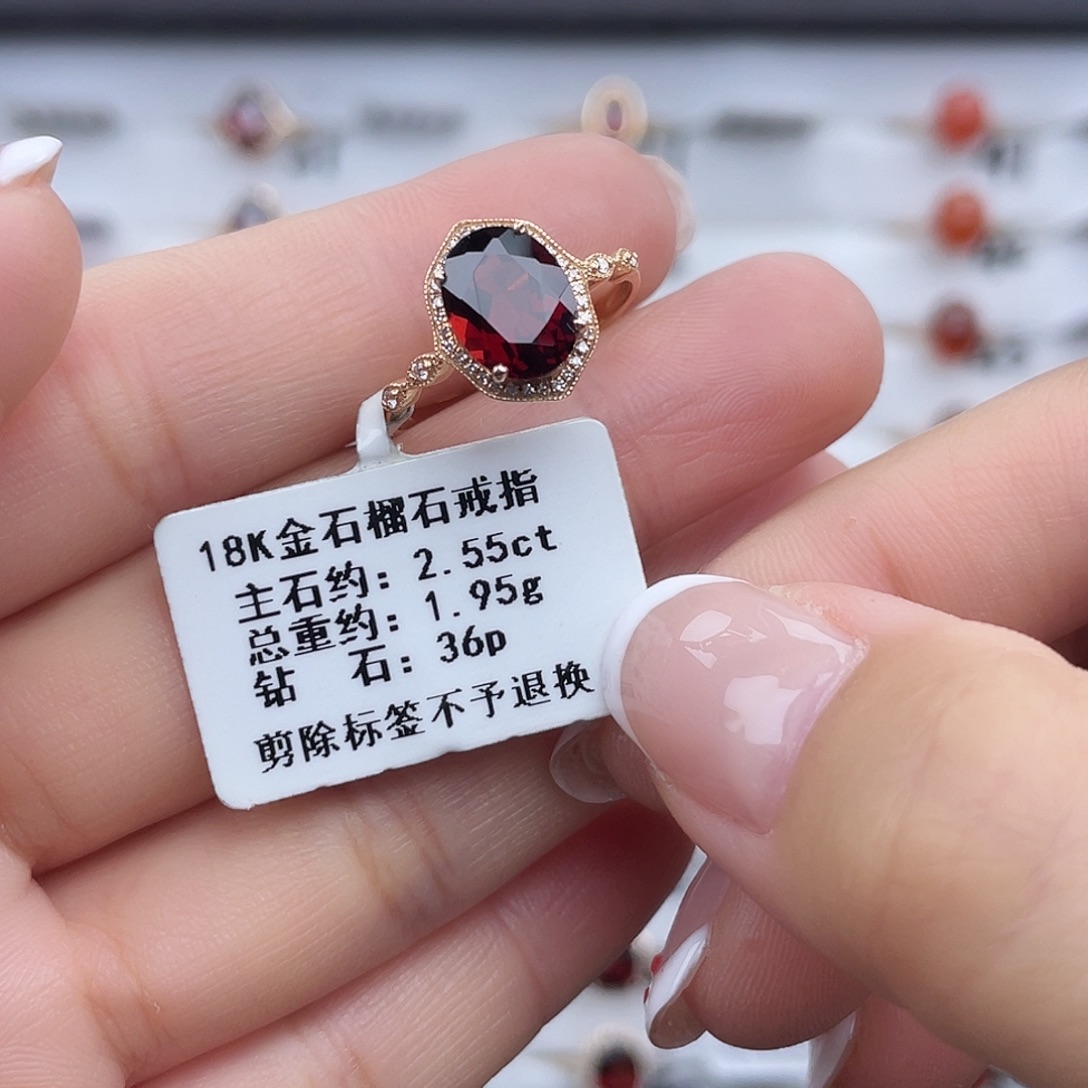 18K金石榴石戒指
主石约：2.55ct
总重约：1.95g
钻 石：36p
剪除标签不予退换